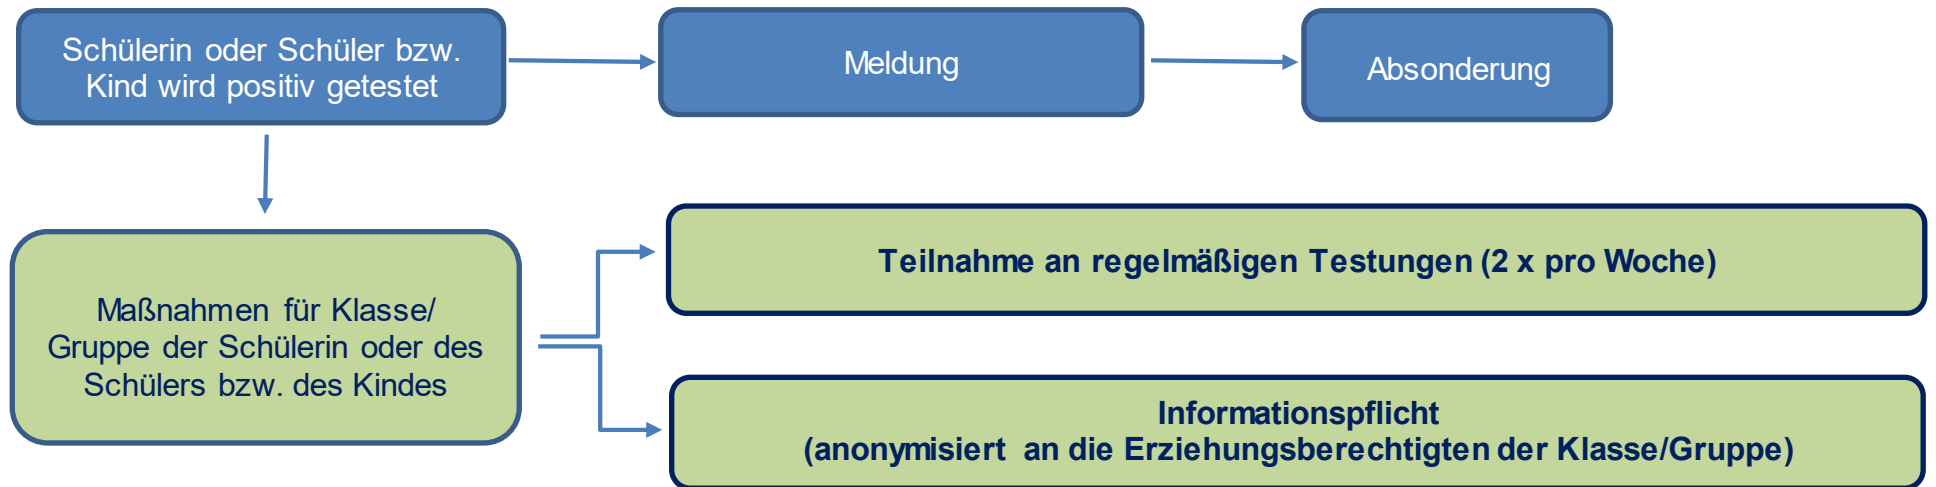 Schülerin oder Schüler bzw.
Kind wird positiv getestet
Meldung
Absonderung
Maßnahmen für Klasse/
Gruppe der Schülerin oder des
Schülers bzw. des Kindes
Teilnahme an regelmäßigen Testungen (2 x pro Woche)
Informationspflicht
(anonymisiert an die Erziehungsberechtigten der Klasse/Gruppe)